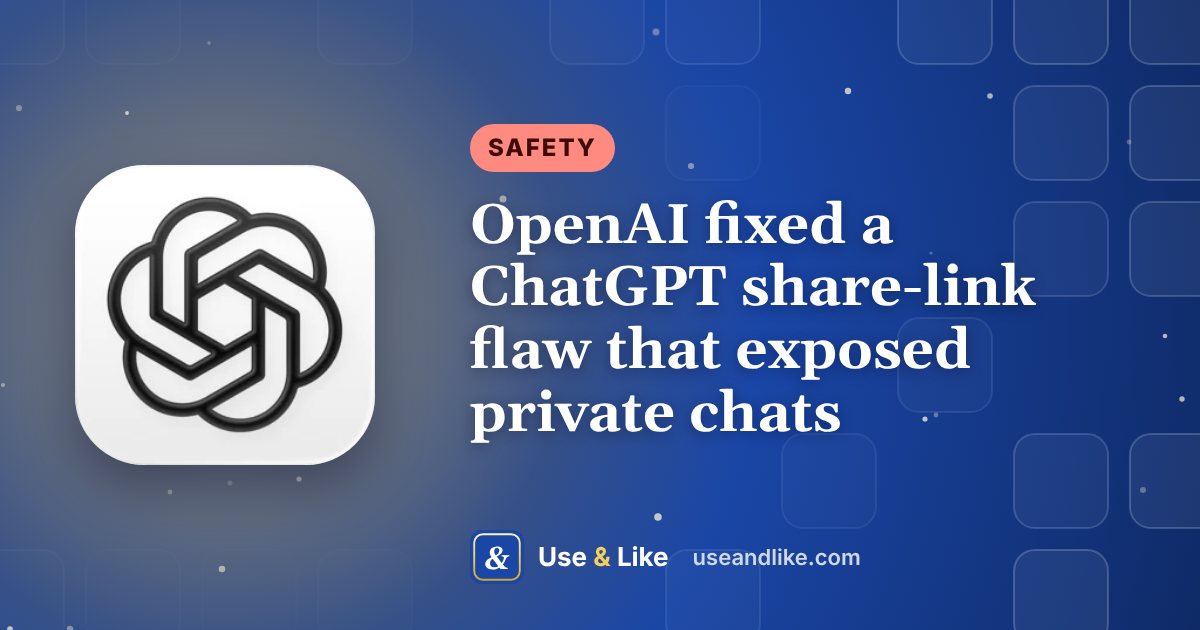 SAFETY
OpenAI fixed a
ChatGPT share-link
flaw that exposed
private chats
& Use & Like useandlike.com